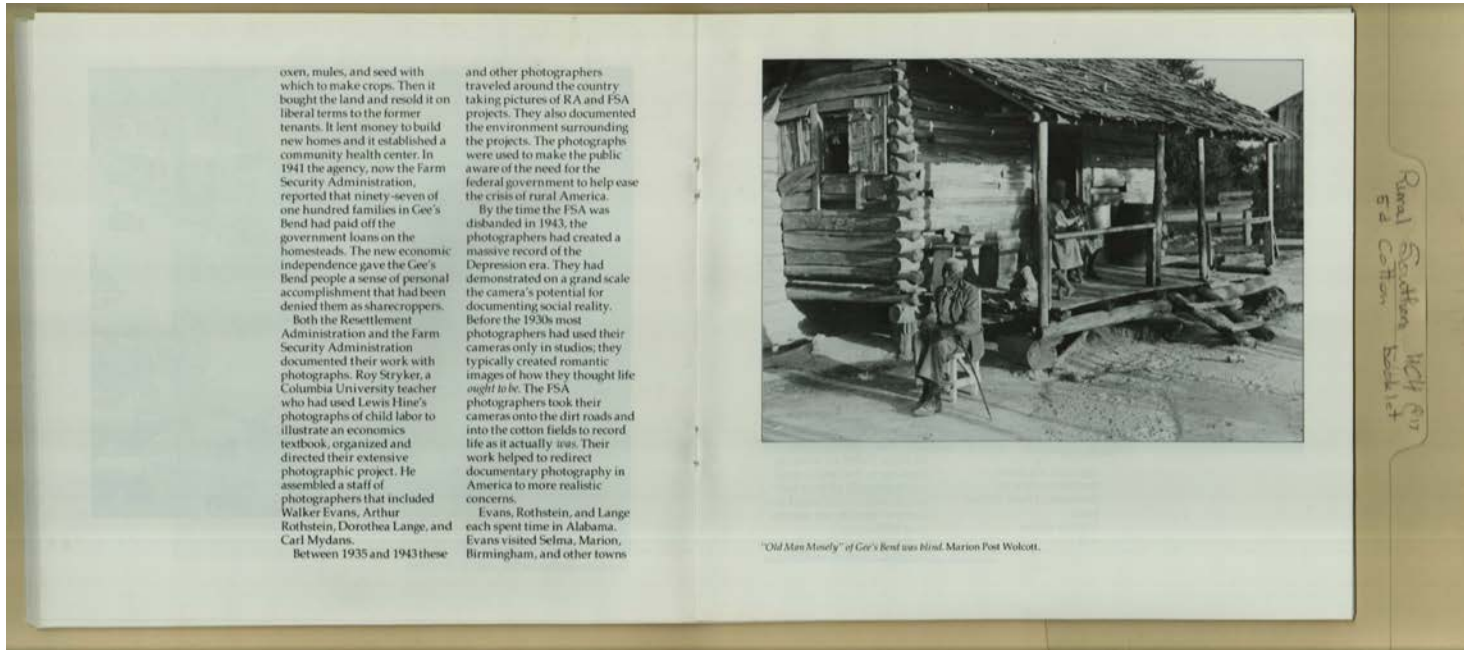 oxen, mules, and seed with
which to make crops. Then it
bought the land and resold it on
liberal terms to the former
tenants. It lent money to build
new homes and it established a
community health center. In
1941 the agency, now the Farm
Security Administration,
reported that ninety-seven of
one hundred families in Gee's
Bend had paid off the
government loans on the
homesteads. The new economic
independence gave the Gee's
Bend people a sense of personal
accomplishment that had been
denied them as sharecroppers.
Both the Resettlement
Administration and the Farm
Security Administration
documented their work with
photographs. Roy Stryker, a
Columbia University teacher
who had used Lewis Hine's
photographs of child labor to
illustrate an economics
textbook, organized and
directed their extensive
photographic project. He
assembled a staff of
photographers that included
Walker Evans, Arthur
Rothstein, Dorothea Lange, and
Carl Mydans.
Between 1935 and 1943 these
and other photographers
traveled around the country
taking pictures of RA and FSA
projects. They also documented
the environment surrounding
the projects. The photographs
were used to make the public
aware of the need for the
federal government to help ease
the crisis of rural America.
By the time the FSA was
disbanded in 1943, the
photographers had created a
massive record of the
Depression era. They had
demonstrated on a grand scale
the camera's potential for
documenting social reality.
Before the 1930s most
photographers had used their
cameras only in studios; they
typically created romantic
images of how they thought life
ought to be. The FSA
photographers took their
cameras onto the dirt roads and
into the cotton fields to record
life as it actually was. Their
work helped to redirect
documentary photography in
America to more realistic
concerns.
Evans, Rothstein, and Lange
each spent time in Alabama.
Evans visited Selma, Marion,
Birmingham, and other towns
"Old Man Mosely" of Gee's Bend was blind. Marion Post Wolcott.
Rural Southern
Cotton booklet